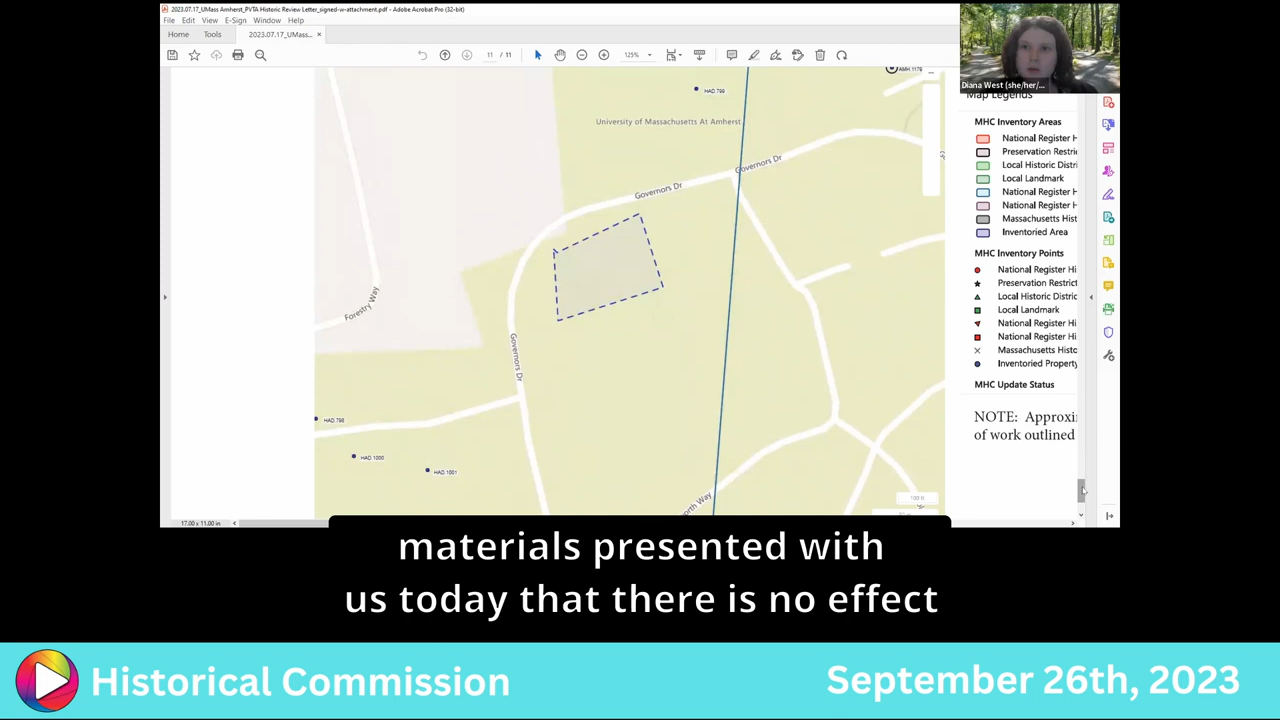 2023.07.17_UMass Amherst_PVTA Historic Review Letter_signed-w-attachment.pdf - Adobe Acrobat Pro (32-bit)
File Edit View E-Sign Window Help
Home Tools 2023.07.17_UMass... ×
11 / 11 125%
Diana West (she/her/...
AMH.1179
HAD.799
University of Massachusetts At Amherst
Governors Dr
Governors Dr
Forestry Way
Governors Dr
HAD.798
HAD.1000
HAD.1001
100 ft
17.00 x 11.00 in
Map Legends
MHC Inventory Areas
National Register H
Preservation Restric
Local Historic Distri
Local Landmark
National Register H
National Register H
Massachusetts Hist
Inventoried Area
MHC Inventory Points
National Register Hi
Preservation Restrict
Local Historic Distric
Local Landmark
National Register Hi
National Register Hi
Massachusetts Histo
Inventoried Property
MHC Update Status
NOTE: Approxi
of work outlined
materials presented with
us today that there is no effect
Historical Commission
September 26th, 2023